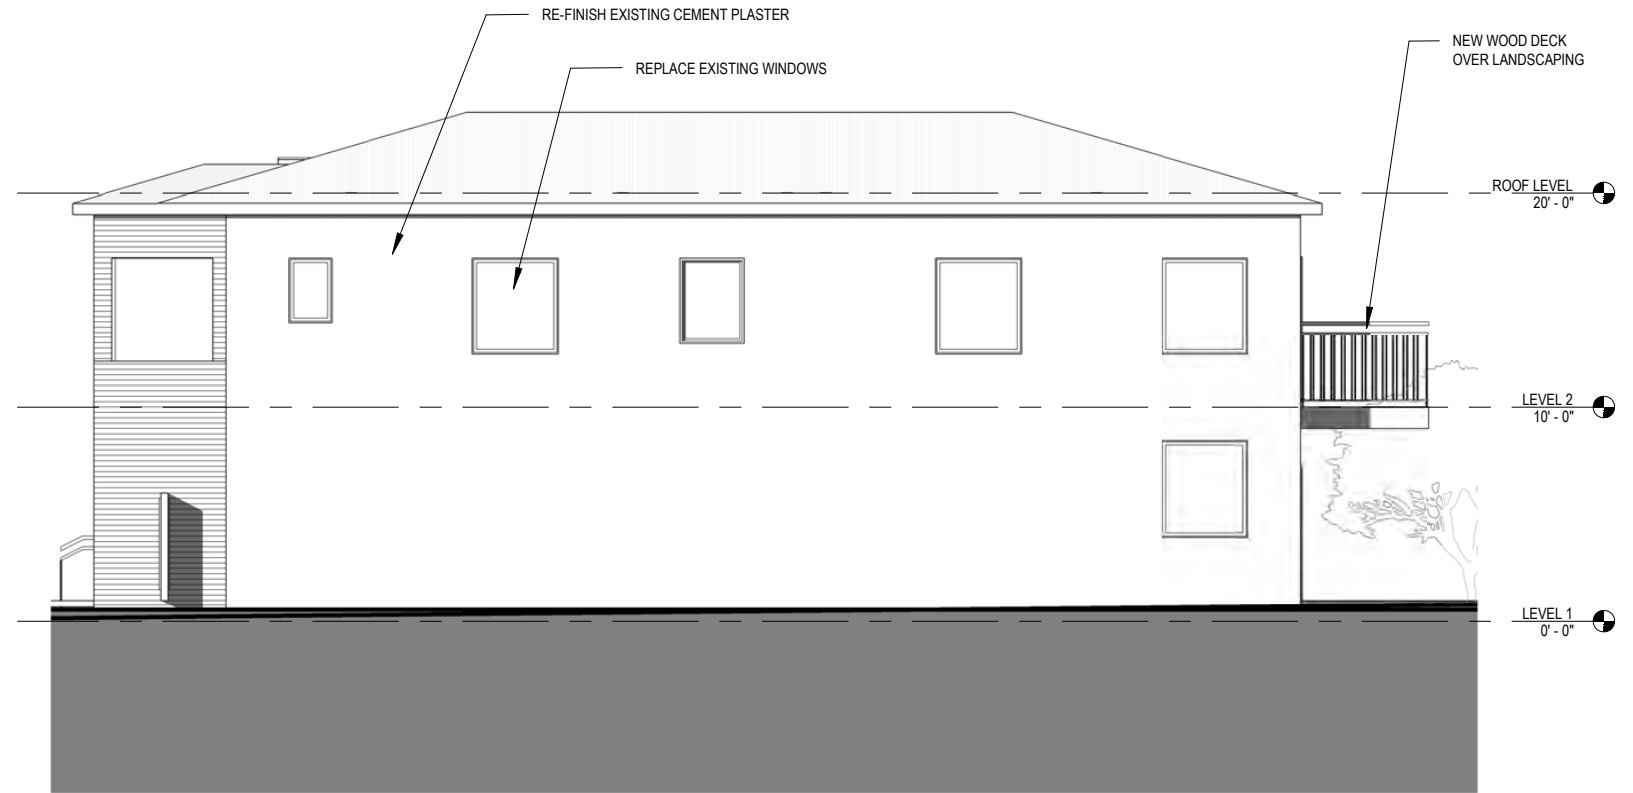 RE-FINISH EXISTING CEMENT PLASTER
REPLACE EXISTING WINDOWS
NEW WOOD DECK
OVER LANDSCAPING
ROOF LEVEL
20' - 0"
LEVEL 2
10' - 0"
LEVEL 1
0' - 0"